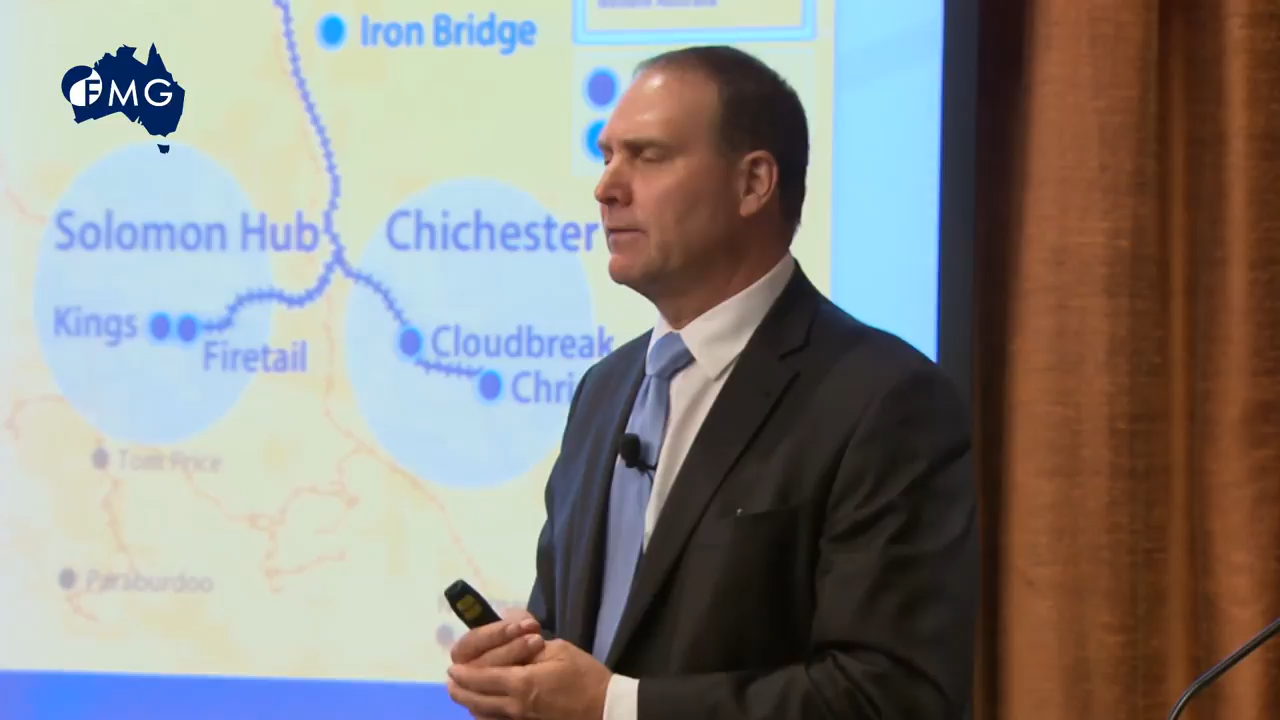 Iron Bridge
FMG
Solomon Hub
Chichester
Kings
Firetail
Cloudbreak
Chri
Tom Price
Paraburdoo